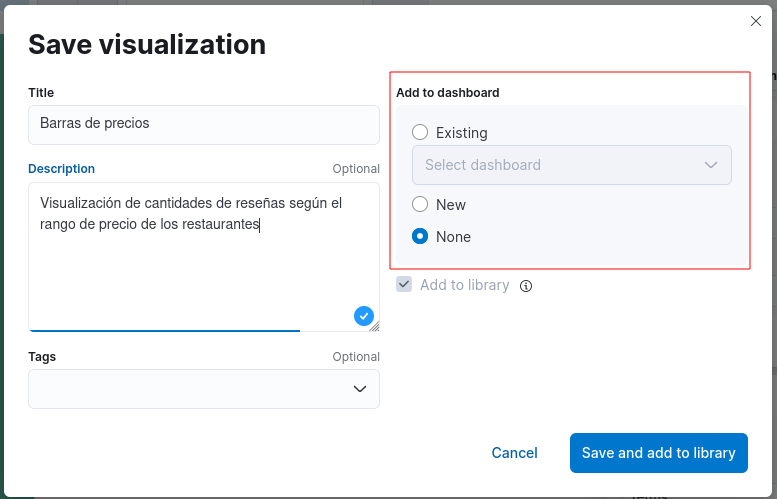 Save visualization
Title
Barras de precios
Description Optional
Visualización de cantidades de reseñas según el
rango de precio de los restaurantes
Tags Optional
Add to dashboard
Existing
Select dashboard
New
None
Add to library
Cancel
Save and add to library